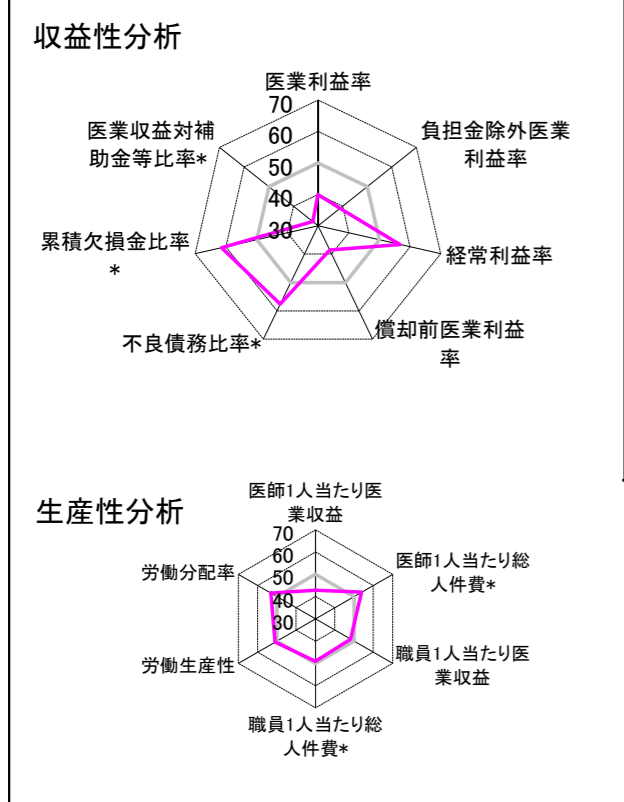 収益性分析
医業利益率
70
60
50
40
30
負担金除外医業
利益率
経常利益率
償却前医業利益
率
不良債務比率*
累積欠損金比率
*
医業収益対補
助金等比率*
生産性分析
医師1人当たり医
業収益
70
60
50
40
30
医師1人当たり総
人件費*
職員1人当たり医
業収益
職員1人当たり総
人件費*
労働生産性
労働分配率